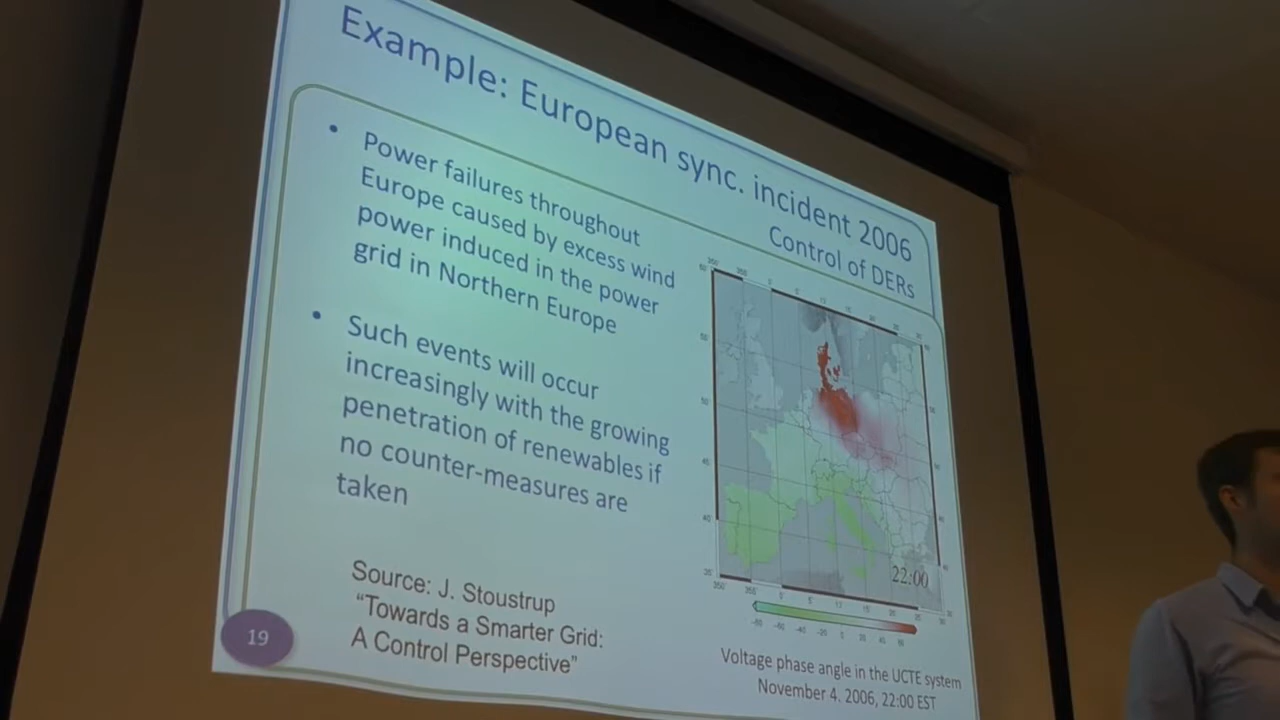 Example: European sync. incident 2006
Control of DERs
• Power failures throughout
Europe caused by excess wind
power induced in the power
grid in Northern Europe
• Such events will occur
increasingly with the growing
penetration of renewables if
no counter-measures are
taken
Source: J. Stoustrup
"Towards a Smarter Grid:
A Control Perspective"
19
22:00
Voltage phase angle in the UCTE system
November 4. 2006, 22:00 EST